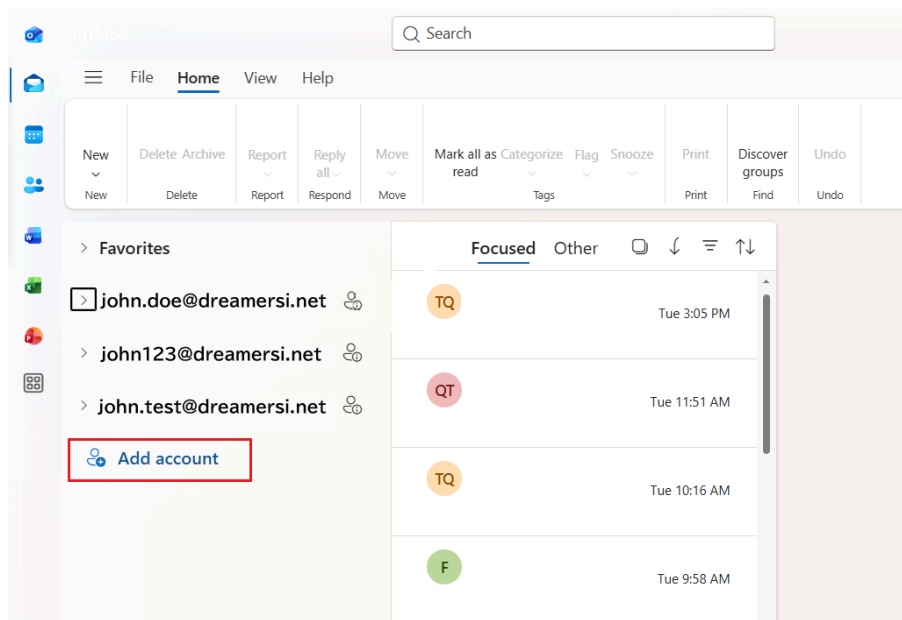 Outlook
Search
File Home View Help
New Delete Archive Report Reply all Move Mark all as read Categorize Flag Snooze Print Discover groups Undo
New Delete Report Respond Move Tags Print Find Undo
Favorites
Focused Other
john.doe@dreamersi.net
john123@dreamersi.net
john.test@dreamersi.net
Add account
TQ
Tue 3:05 PM
QT
Tue 11:51 AM
TQ
Tue 10:16 AM
F
Tue 9:58 AM